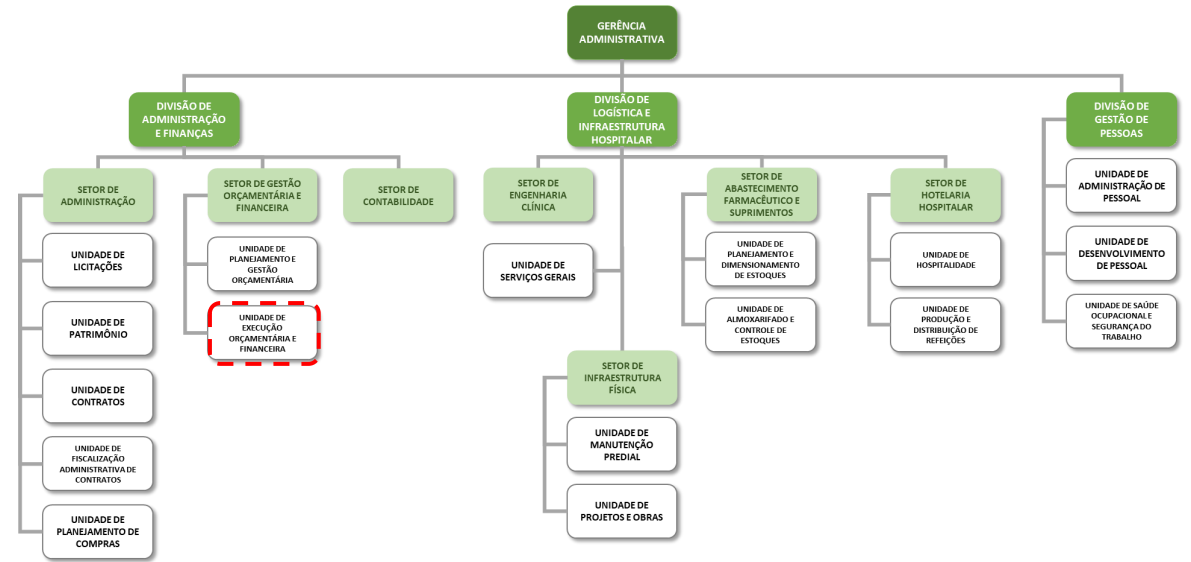 GERÊNCIA
ADMINISTRATIVA
DIVISÃO DE
ADMINISTRAÇÃO
E FINANÇAS
DIVISÃO DE
LOGÍSTICA E
INFRAESTRUTURA
HOSPITALAR
DIVISÃO DE
GESTÃO DE
PESSOAS
SETOR DE
ADMINISTRAÇÃO
SETOR DE GESTÃO
ORÇAMENTÁRIA E
FINANCEIRA
SETOR DE
CONTABILIDADE
SETOR DE
ENGENHARIA
CLÍNICA
SETOR DE
ABASTECIMENTO
FARMACÊUTICO E
SUPRIMENTOS
SETOR DE
HOTELARIA
HOSPITALAR
UNIDADE DE
ADMINISTRAÇÃO DE
PESSOAL
UNIDADE DE
LICITAÇÕES
UNIDADE DE
PLANEJAMENTO E
GESTÃO
ORÇAMENTÁRIA
UNIDADE DE
SERVIÇOS GERAIS
UNIDADE DE
PLANEJAMENTO E
DIMENSIONAMENTO
DE ESTOQUES
UNIDADE DE
HOSPITALIDADE
UNIDADE DE
DESENVOLVIMENTO
DE PESSOAL
UNIDADE DE
PATRIMÔNIO
UNIDADE DE
EXECUÇÃO
ORÇAMENTÁRIA E
FINANCEIRA
UNIDADE DE
ALMOXARIFADO E
CONTROLE DE
ESTOQUES
UNIDADE DE
PRODUÇÃO E
DISTRIBUIÇÃO DE
REFEIÇÕES
UNIDADE DE SAÚDE
OCUPACIONAL E
SEGURANÇA DO
TRABALHO
UNIDADE DE
CONTRATOS
SETOR DE
INFRAESTRUTURA
FÍSICA
UNIDADE DE
FISCALIZAÇÃO
ADMINISTRATIVA DE
CONTRATOS
UNIDADE DE
MANUTENÇÃO
PREDIAL
UNIDADE DE
PLANEJAMENTO DE
COMPRAS
UNIDADE DE
PROJETOS E OBRAS